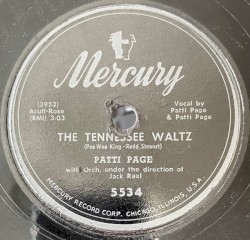 Mercury
(3952)
Acuff-Rose
(BMI) 3-03
Vocal by
Patti Page
& Patti Page
THE TENNESSEE WALTZ
(Pee Wee King - Redd Stewart)
PATTI PAGE
with Orch. under the direction of
Jack Rael
5534
MERCURY RECORD CORP. CHICAGO, ILLINOIS, U.S.A.